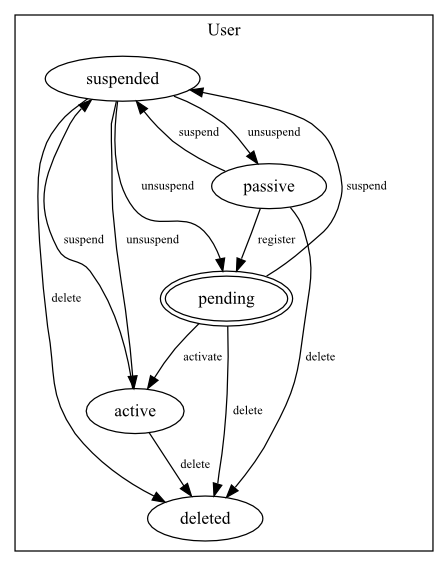 User
suspended
suspend
unsuspend
unsuspend
passive
suspend
suspend
unsuspend
register
delete
pending
activate
delete
delete
active
delete
deleted